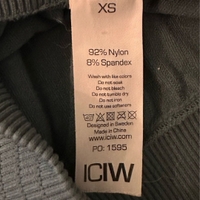 XS
92% Nylon
8% Spandex
Wash with like colors
Do not soak
Do not bleach
Do not tumble dry
Do not iron
Do not use softener
Designed in Sweden
Made in China
www.iciw.com
PO: 1595
ICIW